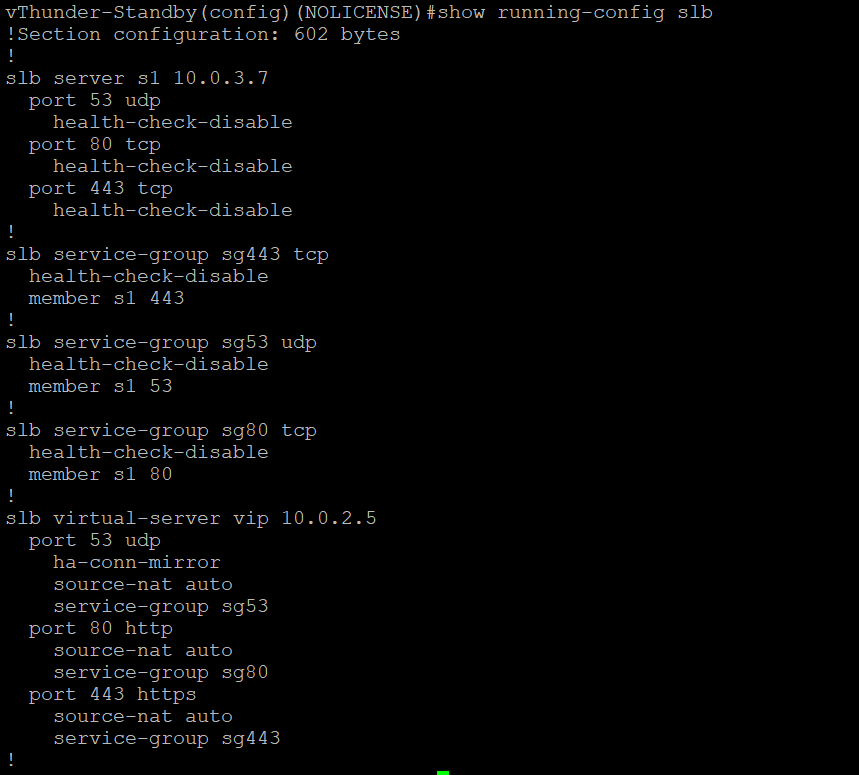 vThunder-Standby(config)(NOLICENSE)#show running-config slb
!Section configuration: 602 bytes
!
slb server s1 10.0.3.7
  port 53 udp
    health-check-disable
  port 80 tcp
    health-check-disable
  port 443 tcp
    health-check-disable
!
slb service-group sg443 tcp
  health-check-disable
  member s1 443
!
slb service-group sg53 udp
  health-check-disable
  member s1 53
!
slb service-group sg80 tcp
  health-check-disable
  member s1 80
!
slb virtual-server vip 10.0.2.5
  port 53 udp
    ha-conn-mirror
    source-nat auto
    service-group sg53
  port 80 http
    source-nat auto
    service-group sg80
  port 443 https
    source-nat auto
    service-group sg443
!